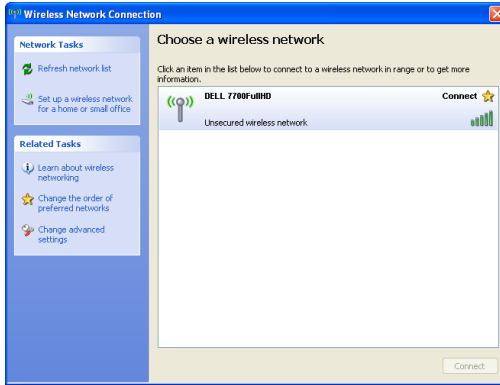 Wireless Network Connection
Network Tasks
Refresh network list
Set up a wireless network
for a home or small office
Related Tasks
Learn about wireless
networking
Change the order of
preferred networks
Change advanced
settings
Choose a wireless network
Click an item in the list below to connect to a wireless network in range or to get more
information.
DELL 7700FullHD
Connect
Unsecured wireless network
Connect